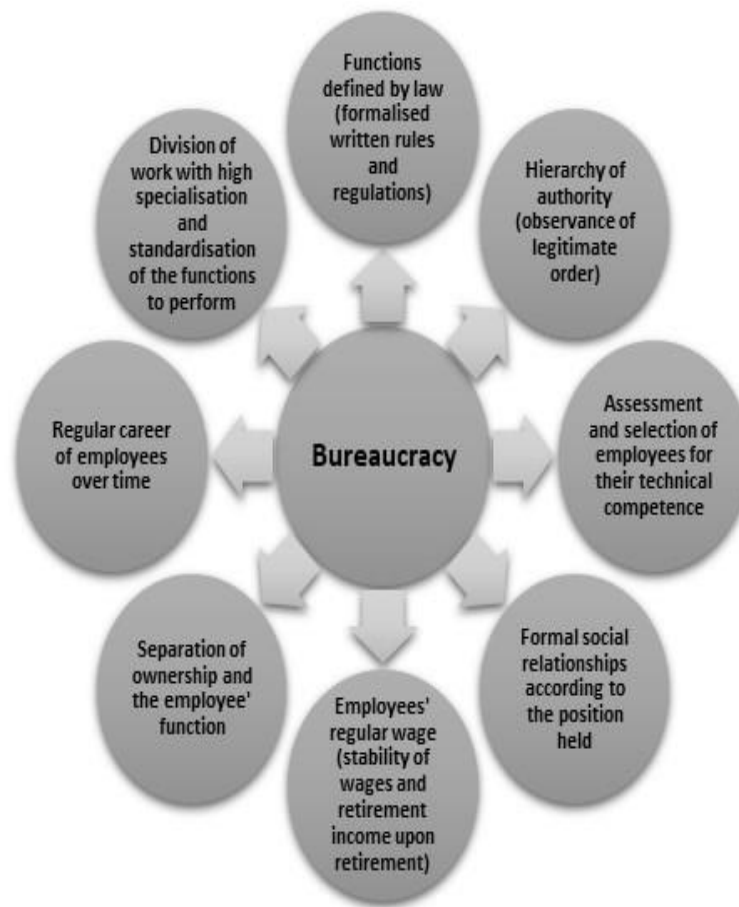 Functions
defined by law
(formalised
written rules
and
regulations)
Hierarchy of
authority
(observance of
legitimate
order)
Assessment
and selection of
employees for
their technical
competence
Formal social
relationships
according to
the position
held
Employees'
regular wage
(stability of
wages and
retirement
income upon
retirement)
Separation of
ownership and
the employee'
function
Regular career
of employees
over time
Division of
work with high
specialisation
and
standardisation
of the functions
to perform
Bureaucracy